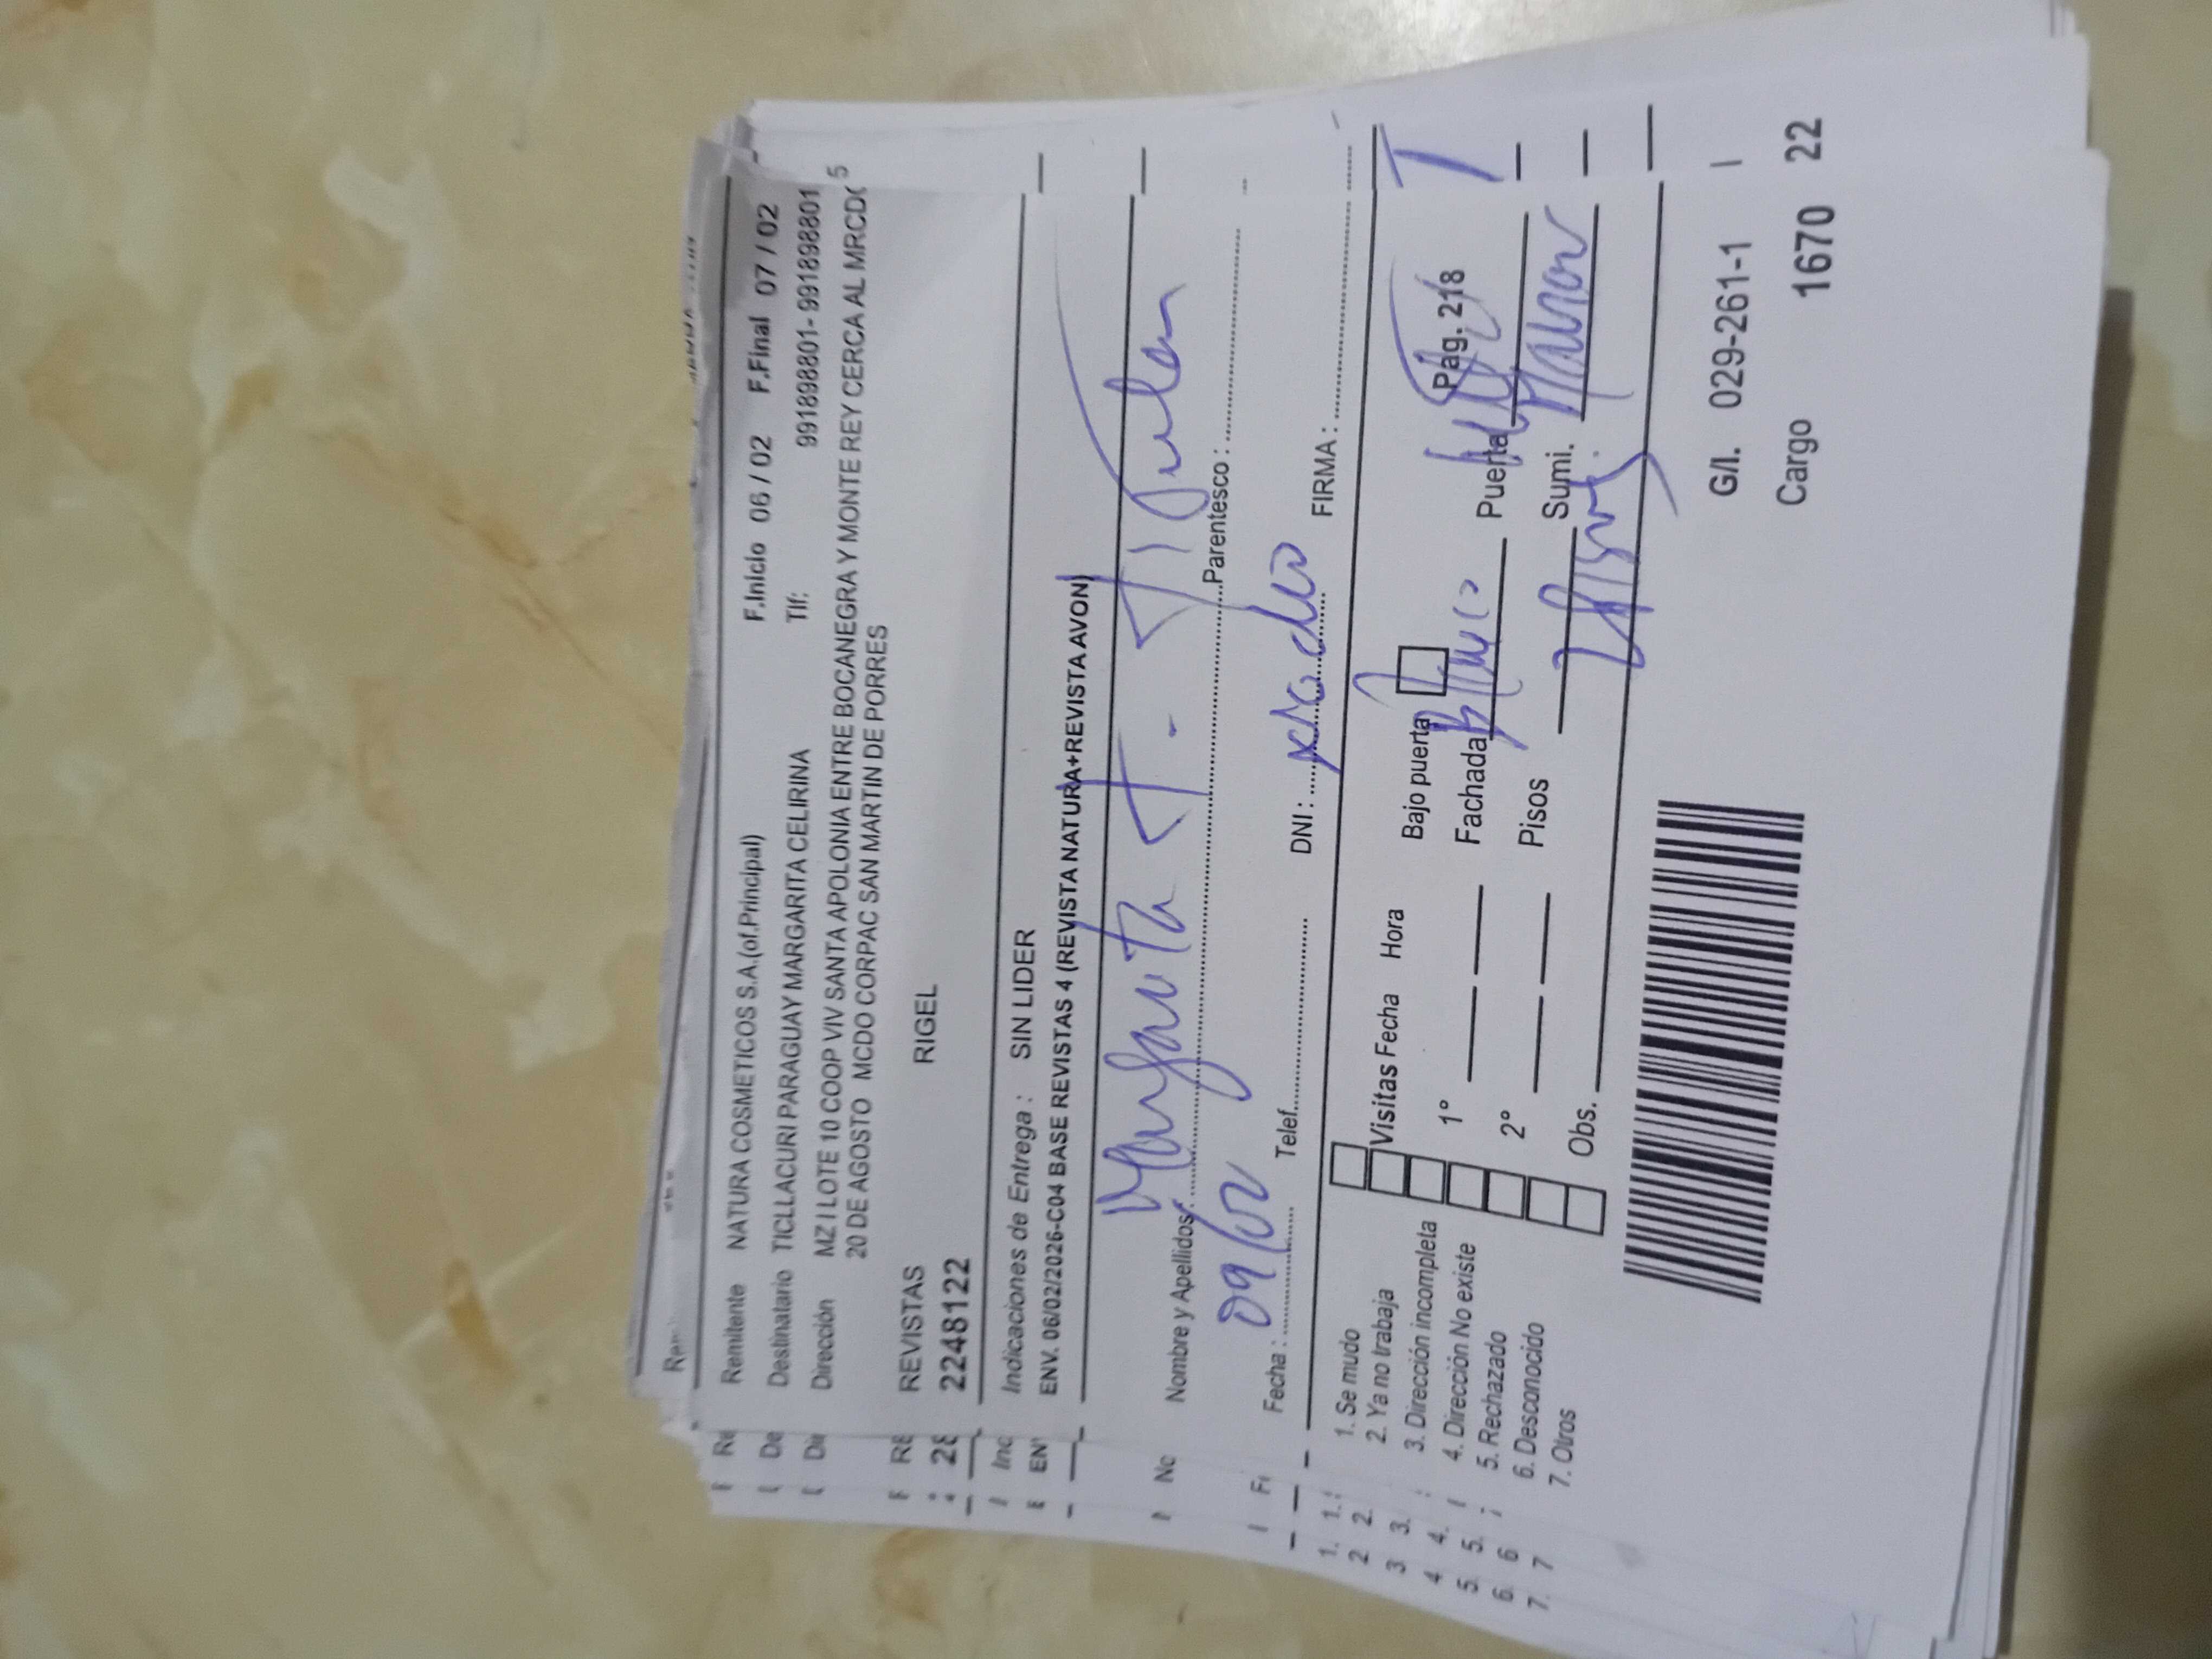 Remitente NATURA COSMETICOS S.A.(of.Principal) F.Inicio 06 / 02 F.Final 07 / 02
Destinatario TICLLACURI PARAGUAY MARGARITA CELIRINA Tlf: 991898801- 991898801
Dirección MZ I LOTE 10 COOP VIV SANTA APOLONIA ENTRE BOCANEGRA Y MONTE REY CERCA AL MRCDO 5
20 DE AGOSTO MCDO CORPAC SAN MARTIN DE PORRES
REVISTAS RIGEL
2248122
Indicaciones de Entrega : SIN LIDER
ENV. 06/02/2026-C04 BASE REVISTAS 4 (REVISTA NATURA+REVISTA AVON)
Nombre y Apellidos: Margarita T. T. Titular Parentesco :
Fecha : 09/02 Telef. DNI : FIRMA :
1. Se mudo
2. Ya no trabaja
3. Dirección incompleta
4. Dirección No existe
5. Rechazado
6. Desconocido
7. Otros
Visitas Fecha Hora Bajo puerta Pág. 218
1° Fachada Blanco Puerta
2° Pisos Sumi.
Obs.
G/I. 029-261-1
Cargo 1670 22